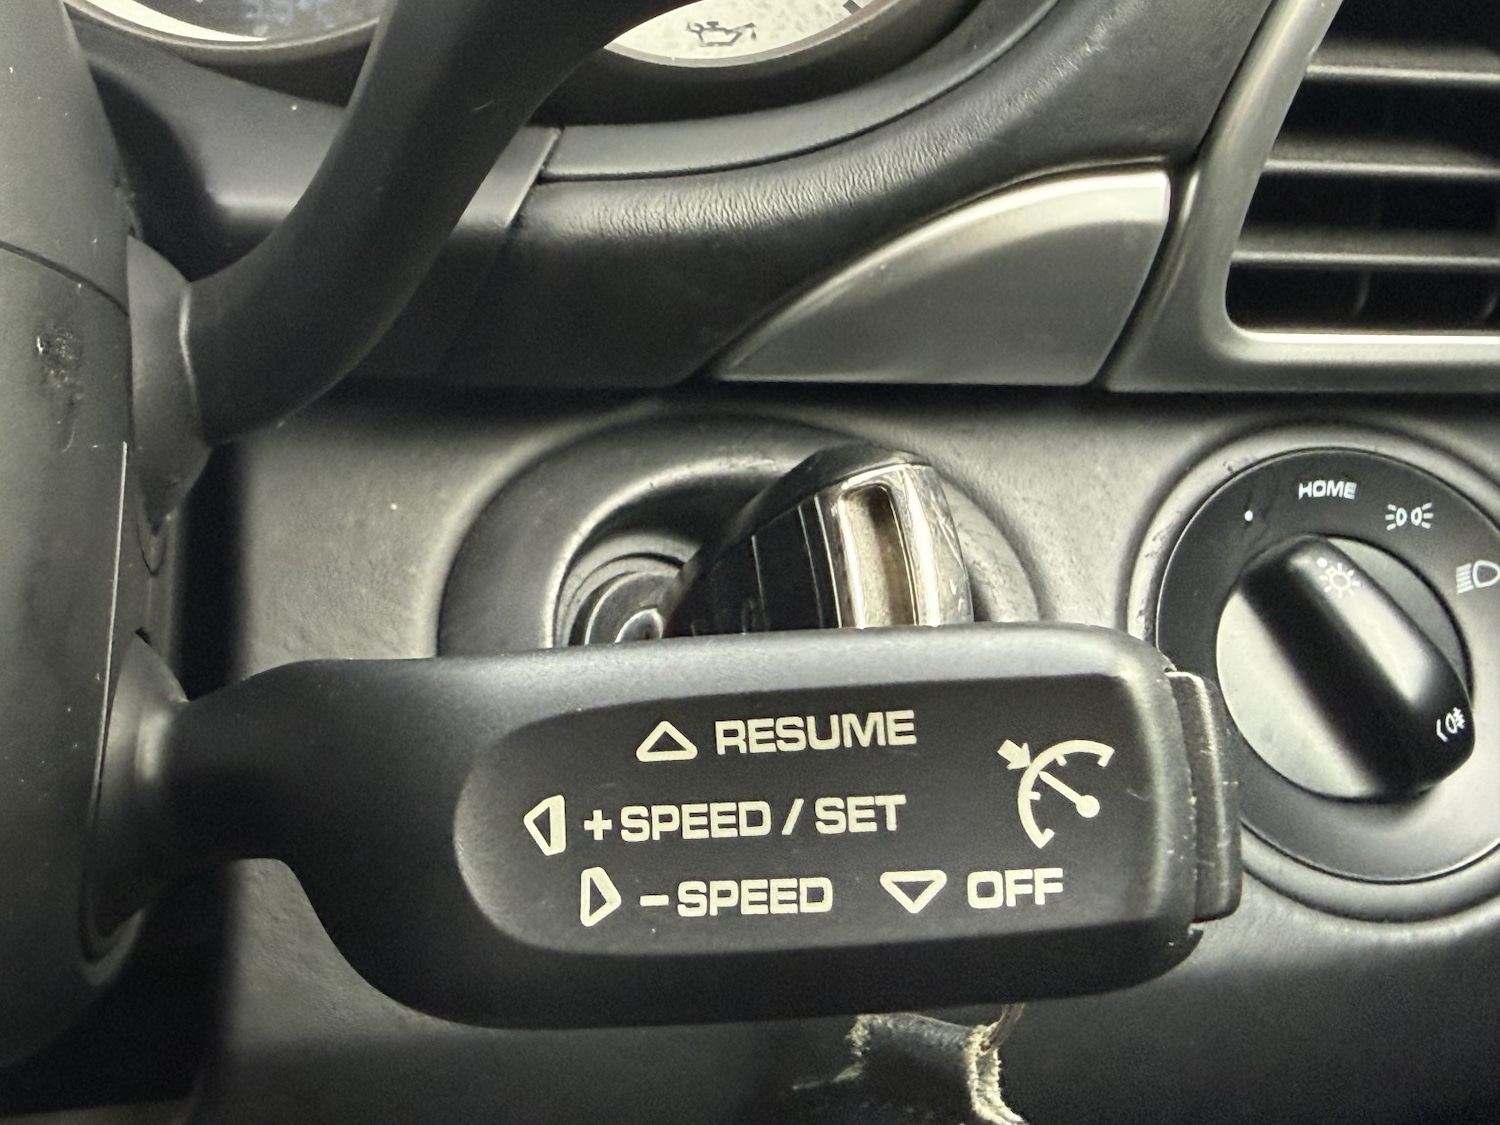 HOME
RESUME
+ SPEED / SET
– SPEED OFF